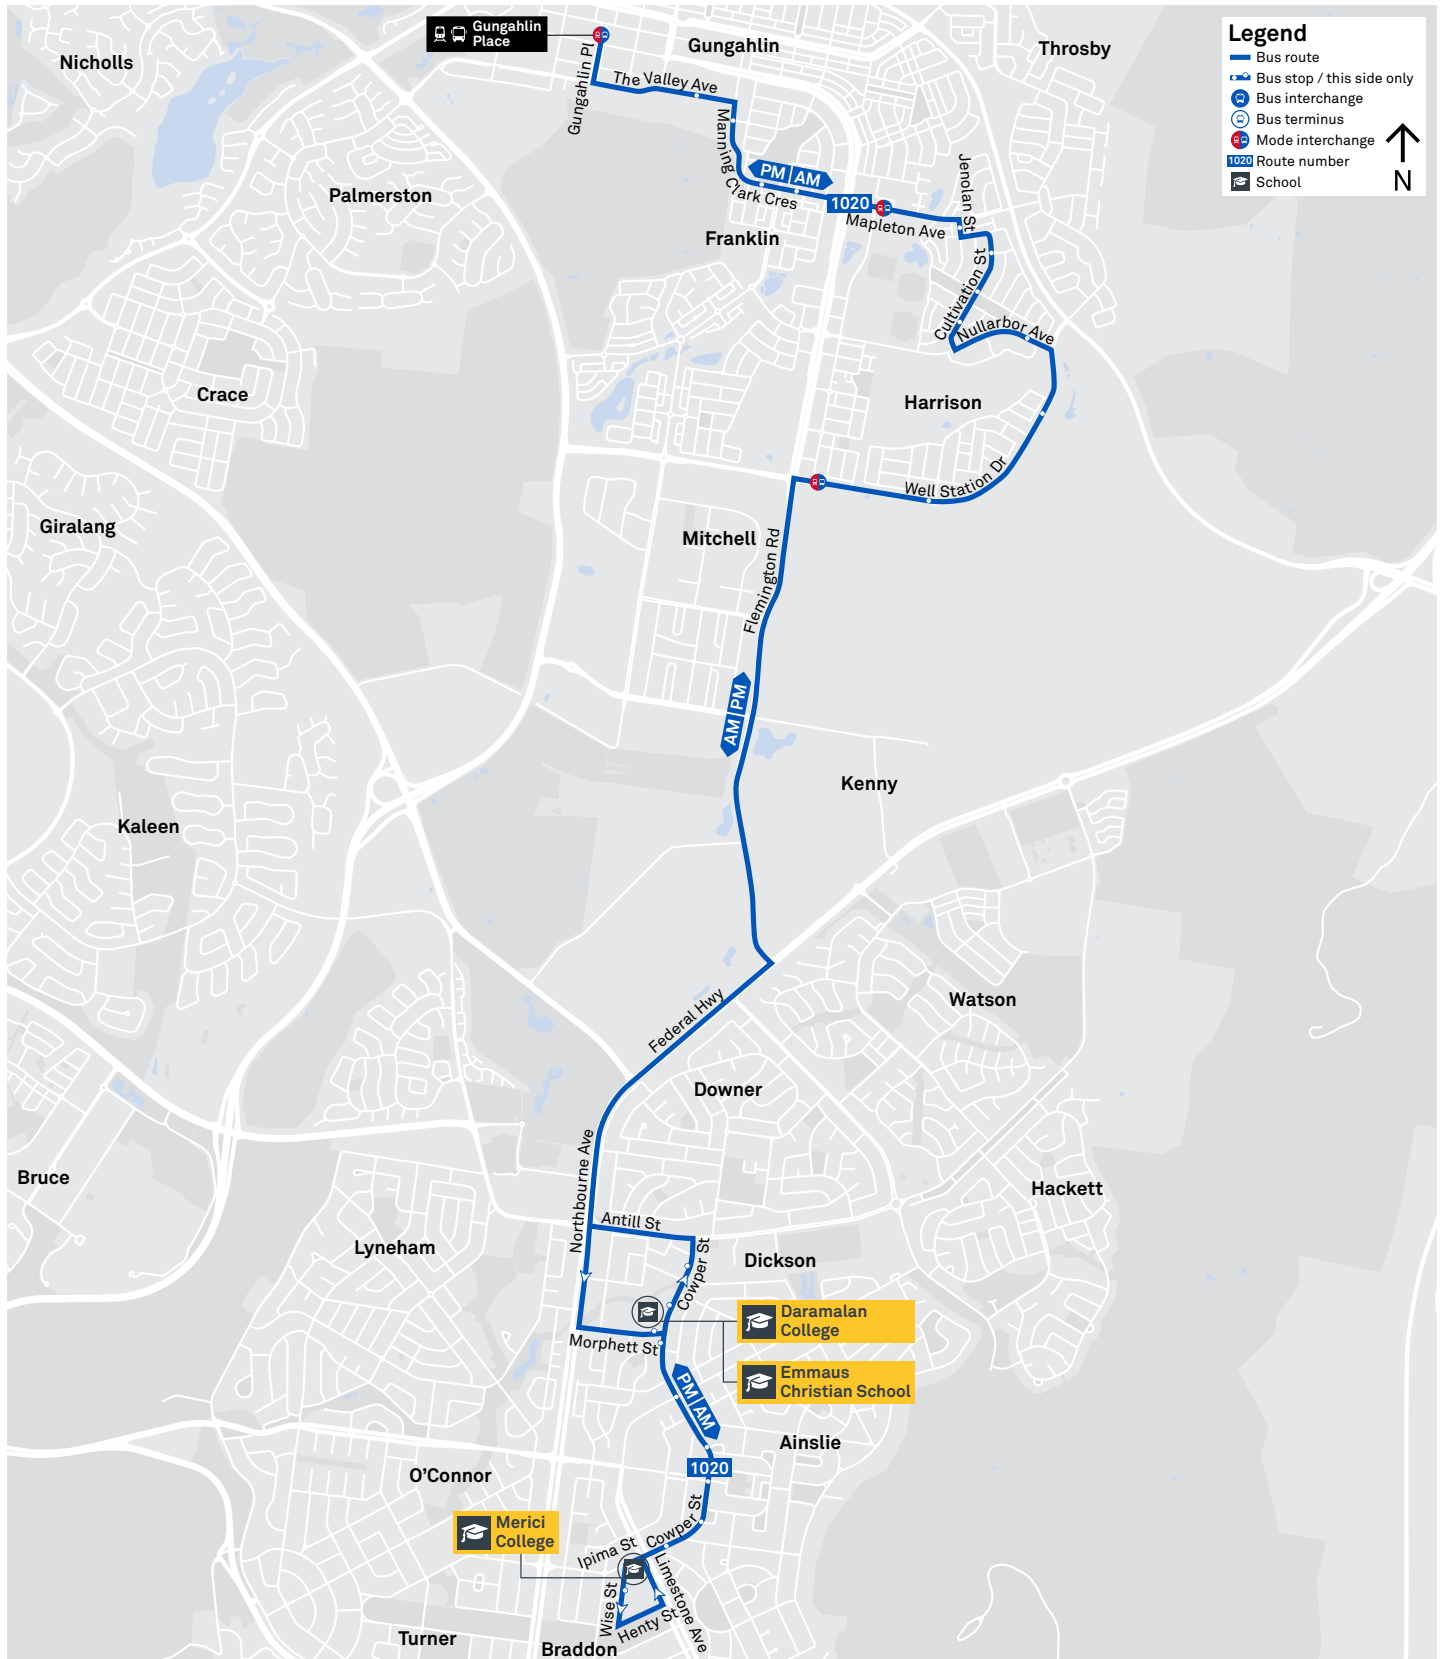 Gungahlin
Place
Gungahlin
Throsby
Nicholls
Legend
Bus route
Bus stop / this side only
Bus interchange
Bus terminus
Mode interchange
1020 Route number
School
N
Gungahlin Pl
The Valley Ave
Manning Clark Cres
PM AM
1020
Mapleton Ave
Jenolan St
Palmerston
Franklin
Cultivation St
Nullarbor Ave
Crace
Harrison
Well Station Dr
Giralang
Mitchell
Flemington Rd
AM PM
Kenny
Kaleen
Watson
Federal Hwy
Downer
Northbourne Ave
Bruce
Hackett
Antill St
Lyneham
Cowper St
Dickson
Daramalan
College
Morphett St
Emmaus
Christian School
PM AM
Ainslie
1020
O'Connor
Merici
College
Cowper St
Ipima St
Limestone Ave
Wise St
Henty St
Turner
Braddon